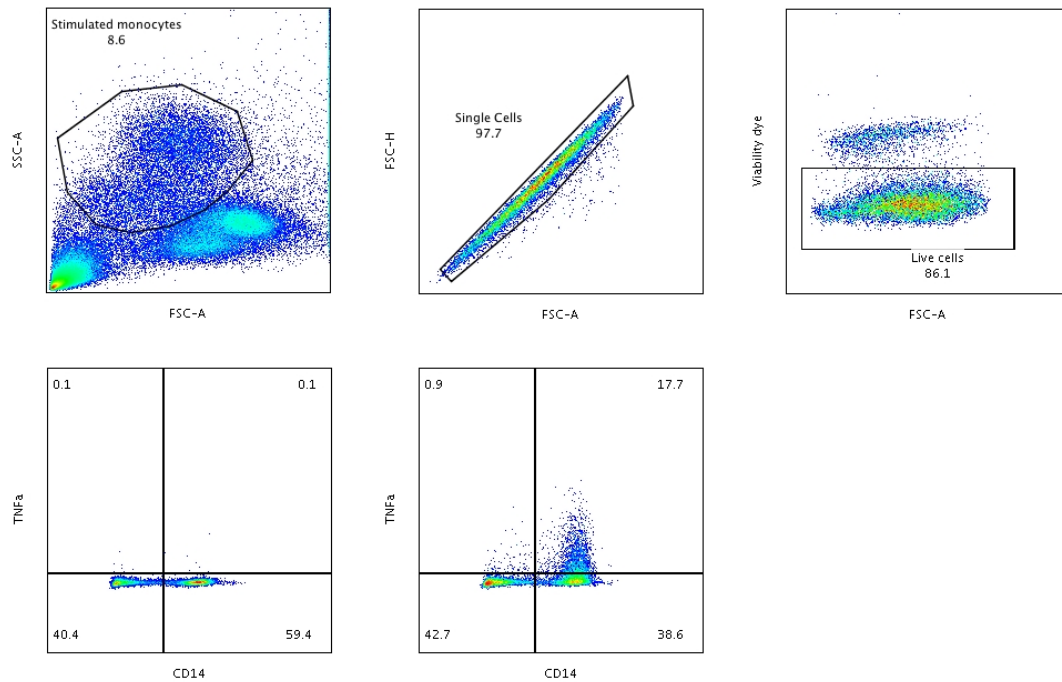 Stimulated monocytes
8.6
SSC-A
FSC-A
Single Cells
97.7
FSC-H
FSC-A
Viability dye
Live cells
86.1
FSC-A
0.1
0.1
TNFa
40.4
59.4
CD14
0.9
17.7
TNFa
42.7
38.6
CD14